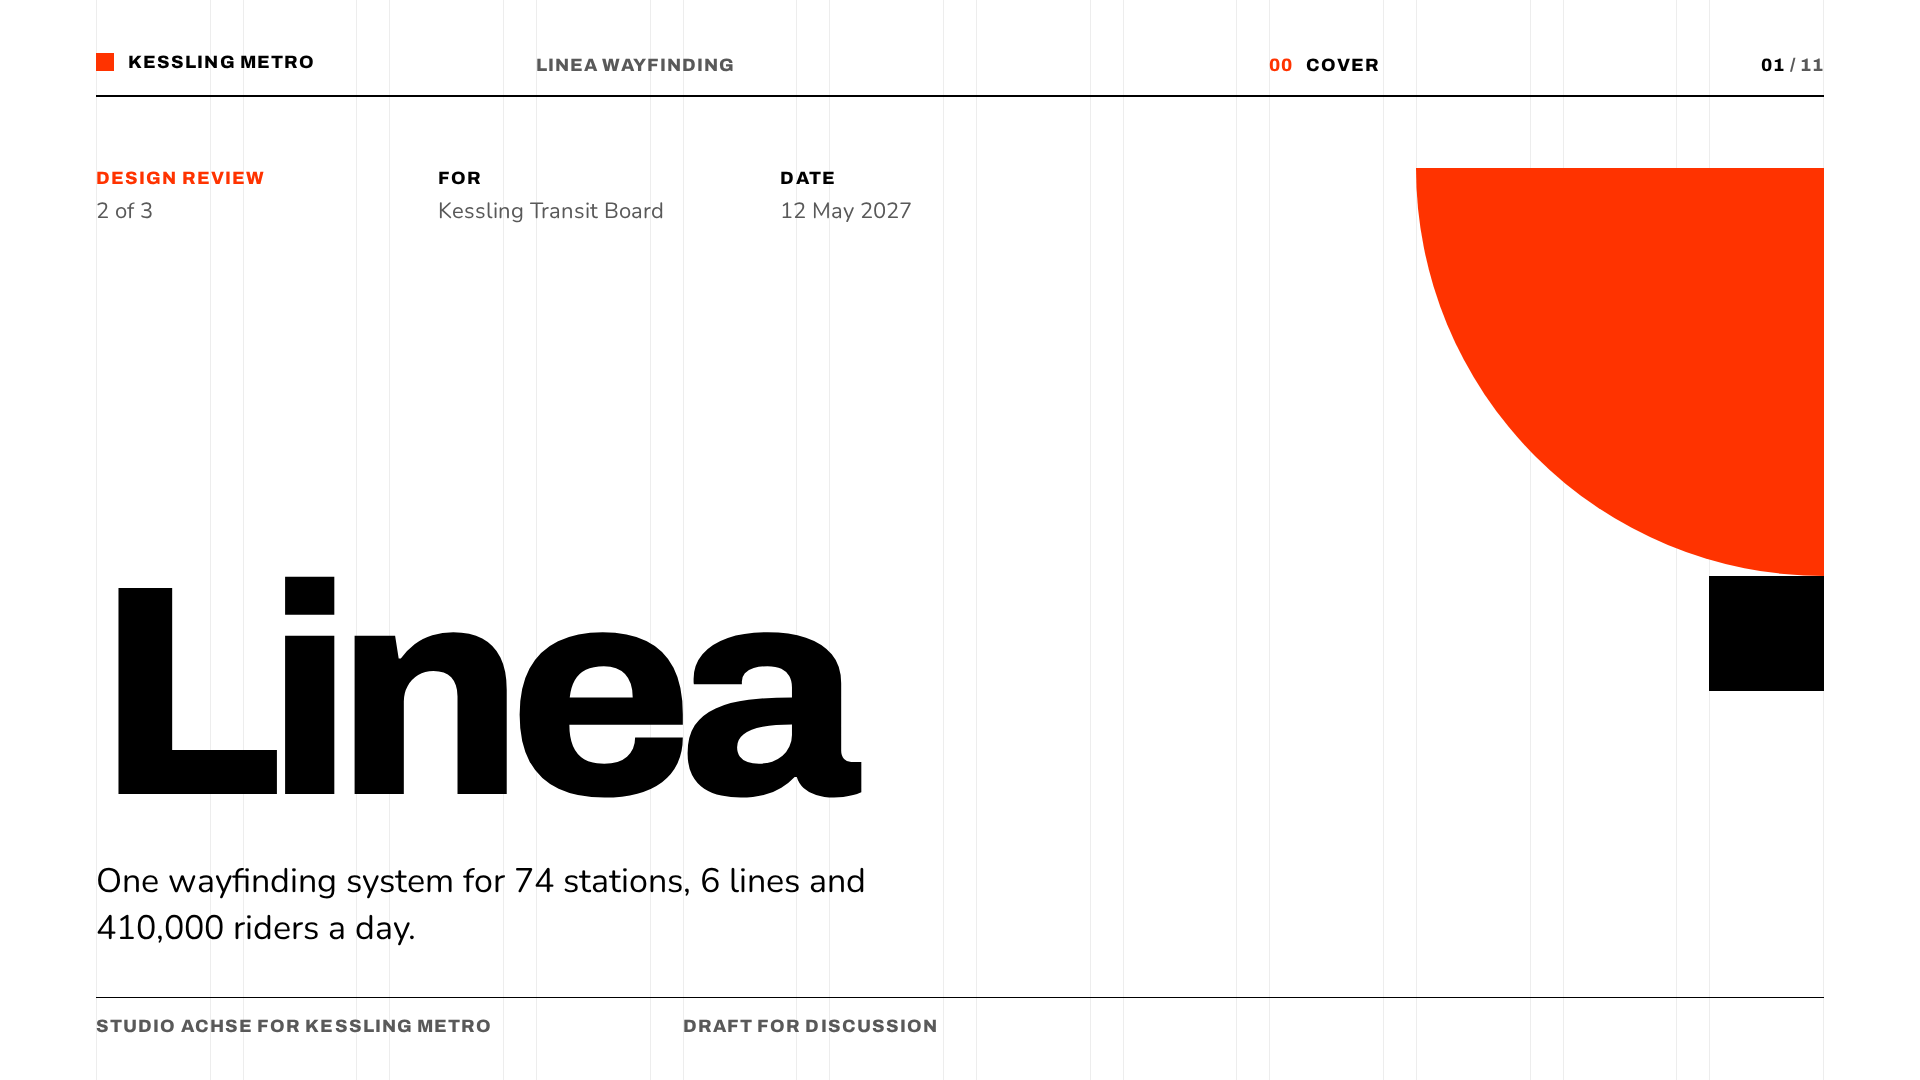 KESSLING METRO
LINEA WAYFINDING
00 COVER
01 / 11
DESIGN REVIEW
2 of 3
FOR
Kessling Transit Board
DATE
12 May 2027
Linea
One wayfinding system for 74 stations, 6 lines and
410,000 riders a day.
STUDIO ACHSE FOR KESSLING METRO
DRAFT FOR DISCUSSION